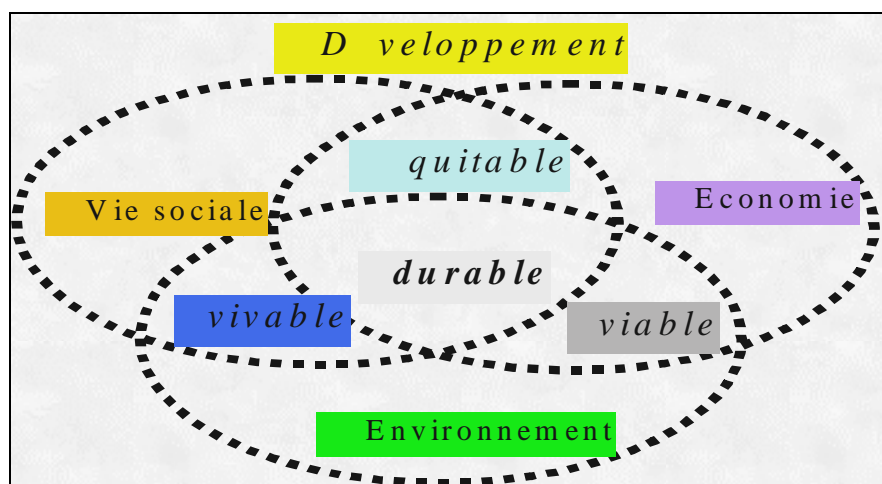 D veloppement
quitable
Vie sociale
Economie
durable
vivable
viable
Environnement